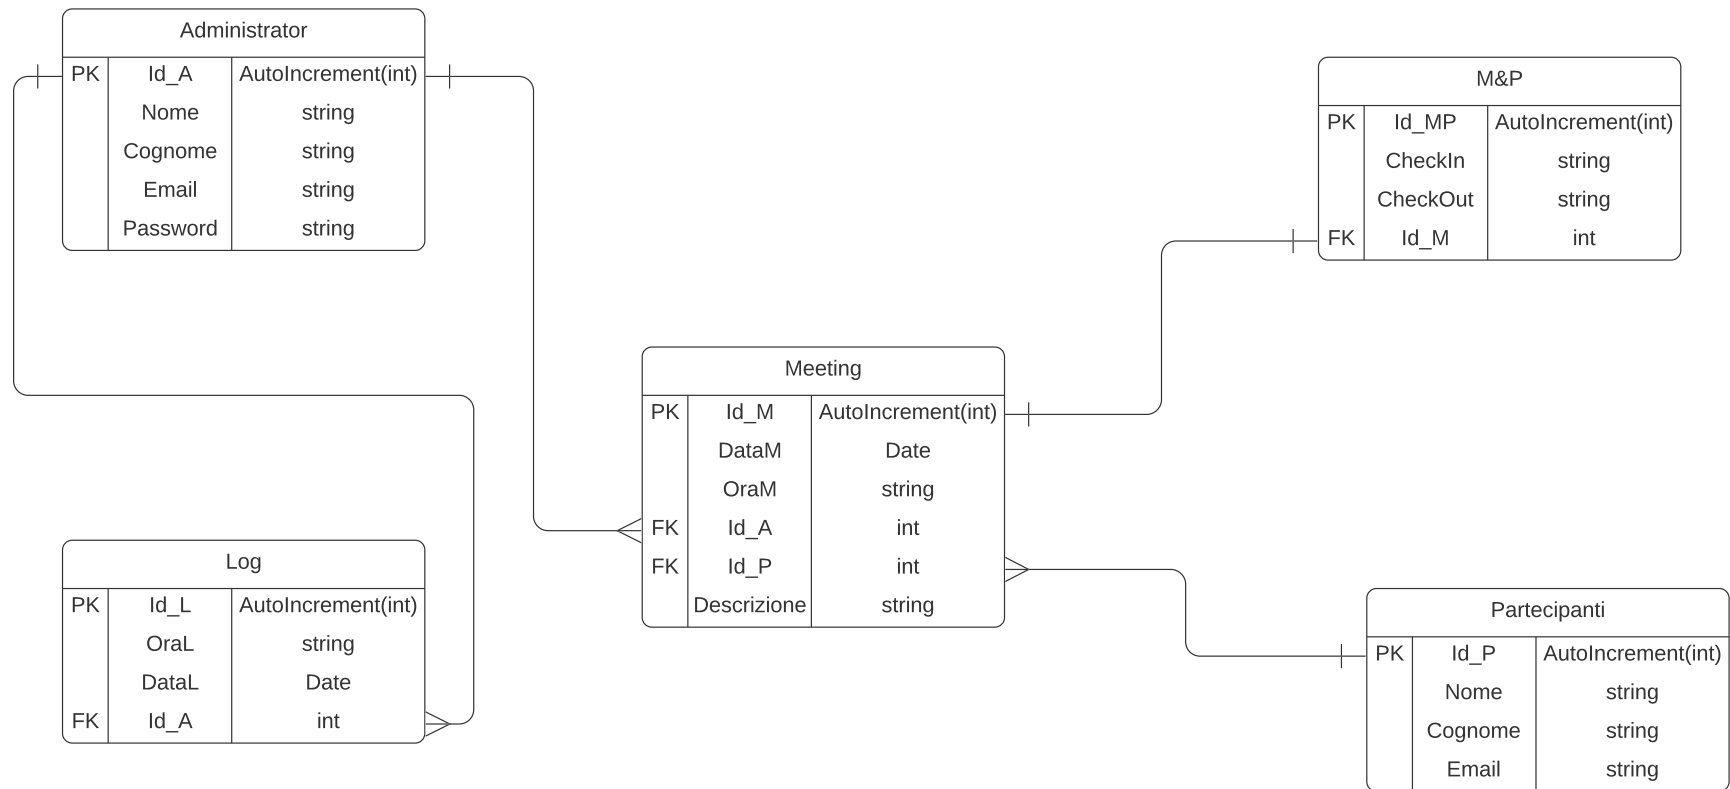 Administrator
PK Id_A AutoIncrement(int)
Nome string
Cognome string
Email string
Password string
M&P
PK Id_MP AutoIncrement(int)
CheckIn string
CheckOut string
FK Id_M int
Meeting
PK Id_M AutoIncrement(int)
DataM Date
OraM string
FK Id_A int
FK Id_P int
Descrizione string
Log
PK Id_L AutoIncrement(int)
OraL string
DataL Date
FK Id_A int
Partecipanti
PK Id_P AutoIncrement(int)
Nome string
Cognome string
Email string